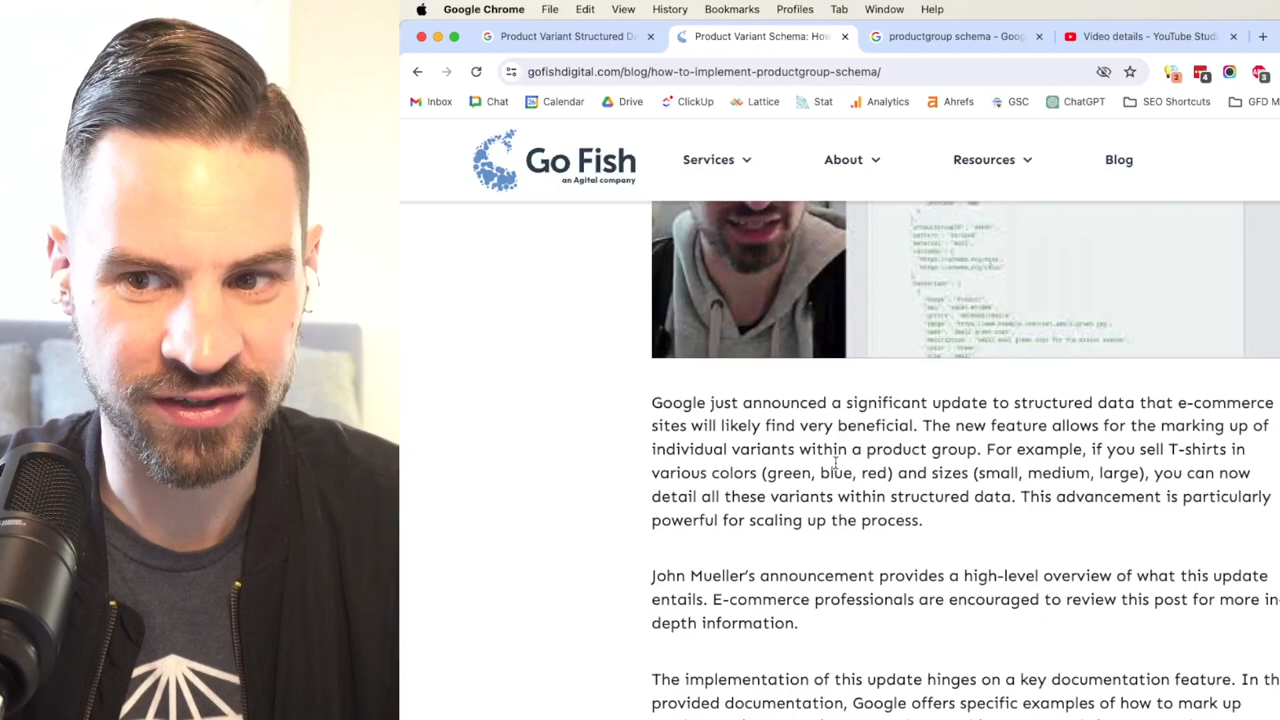 Google Chrome File Edit View History Bookmarks Profiles Tab Window Help
Product Variant Structured Da Product Variant Schema: How productgroup schema - Goog Video details - YouTube Stud
gofishdigital.com/blog/how-to-implement-productgroup-schema/
2 4 3
Inbox Chat Calendar Drive ClickUp Lattice Stat Analytics Ahrefs GSC ChatGPT SEO Shortcuts GFD M
Go Fish
an Agital company
Services About Resources Blog
Google just announced a significant update to structured data that e-commerce
sites will likely find very beneficial. The new feature allows for the marking up of
individual variants within a product group. For example, if you sell T-shirts in
various colors (green, blue, red) and sizes (small, medium, large), you can now
detail all these variants within structured data. This advancement is particularly
powerful for scaling up the process.
John Mueller's announcement provides a high-level overview of what this update
entails. E-commerce professionals are encouraged to review this post for more in-
depth information.
The implementation of this update hinges on a key documentation feature. In th
provided documentation, Google offers specific examples of how to mark up